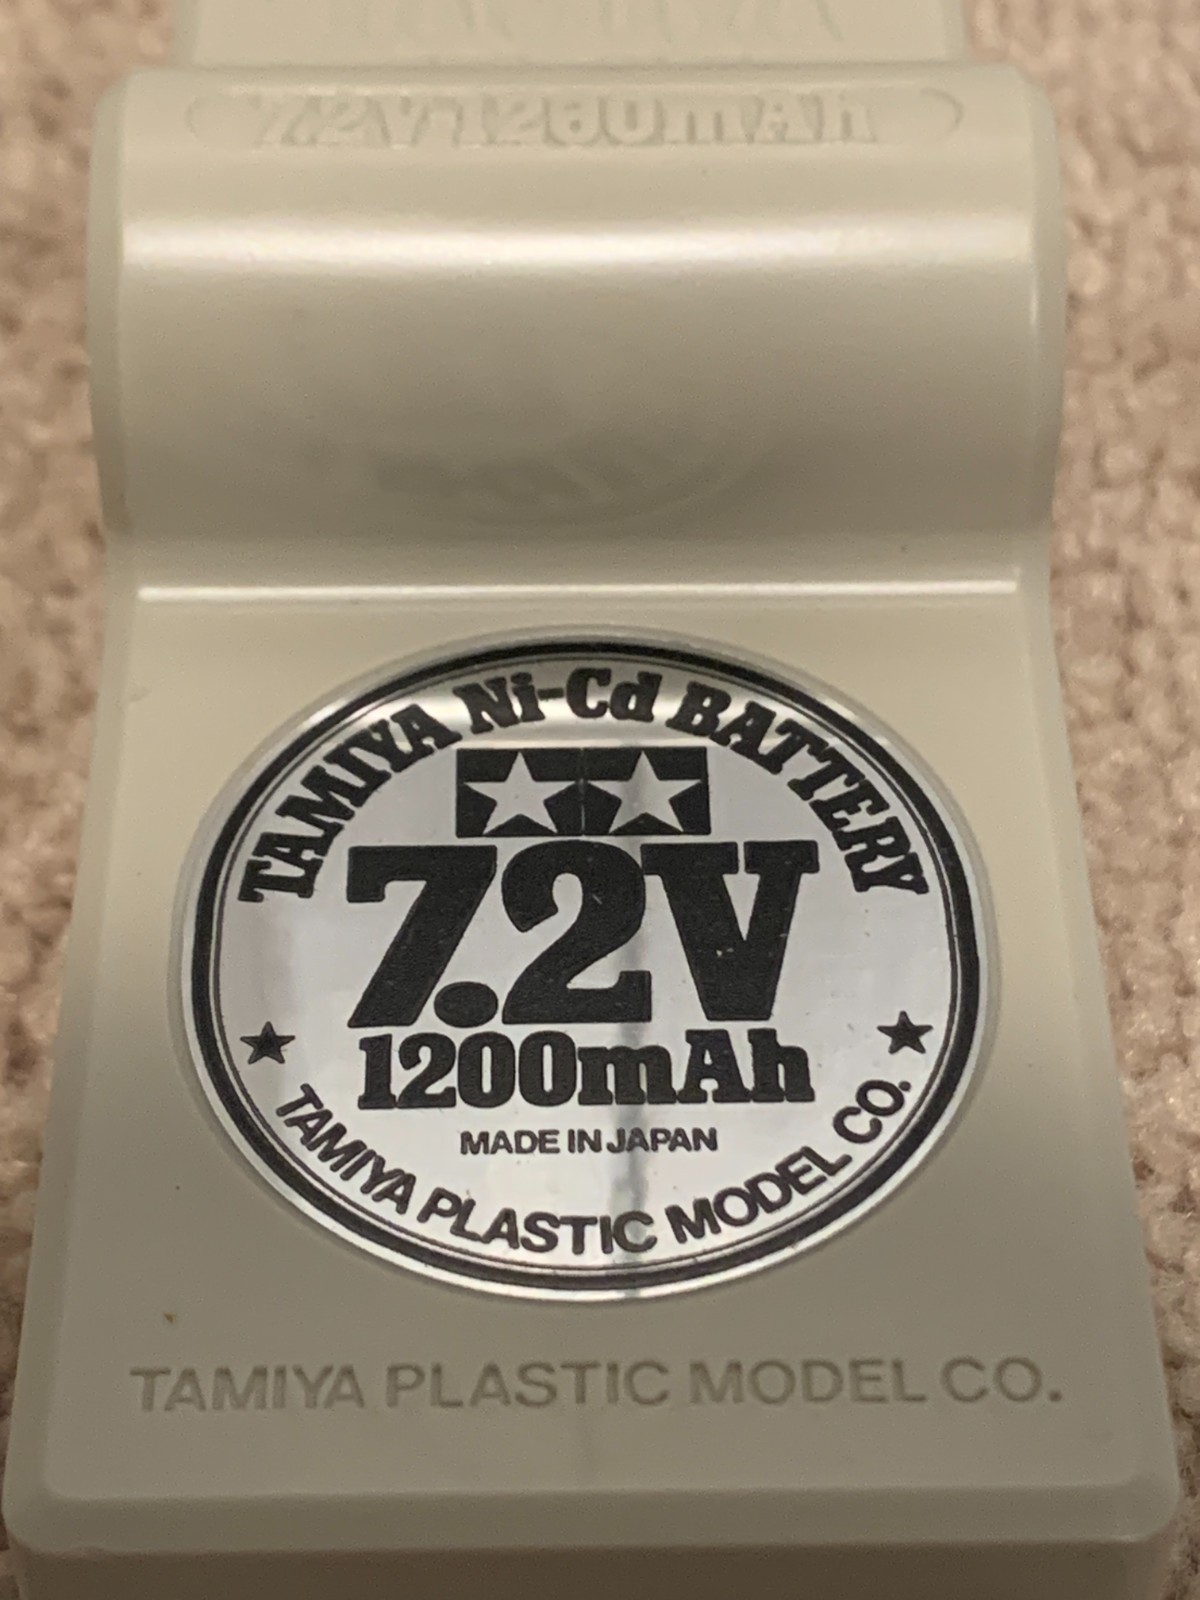 7.2V-1200mAh
TAMIYA Ni-Cd BATTERY
7.2V
1200mAh
MADE IN JAPAN
TAMIYA PLASTIC MODEL CO.
TAMIYA PLASTIC MODEL CO.